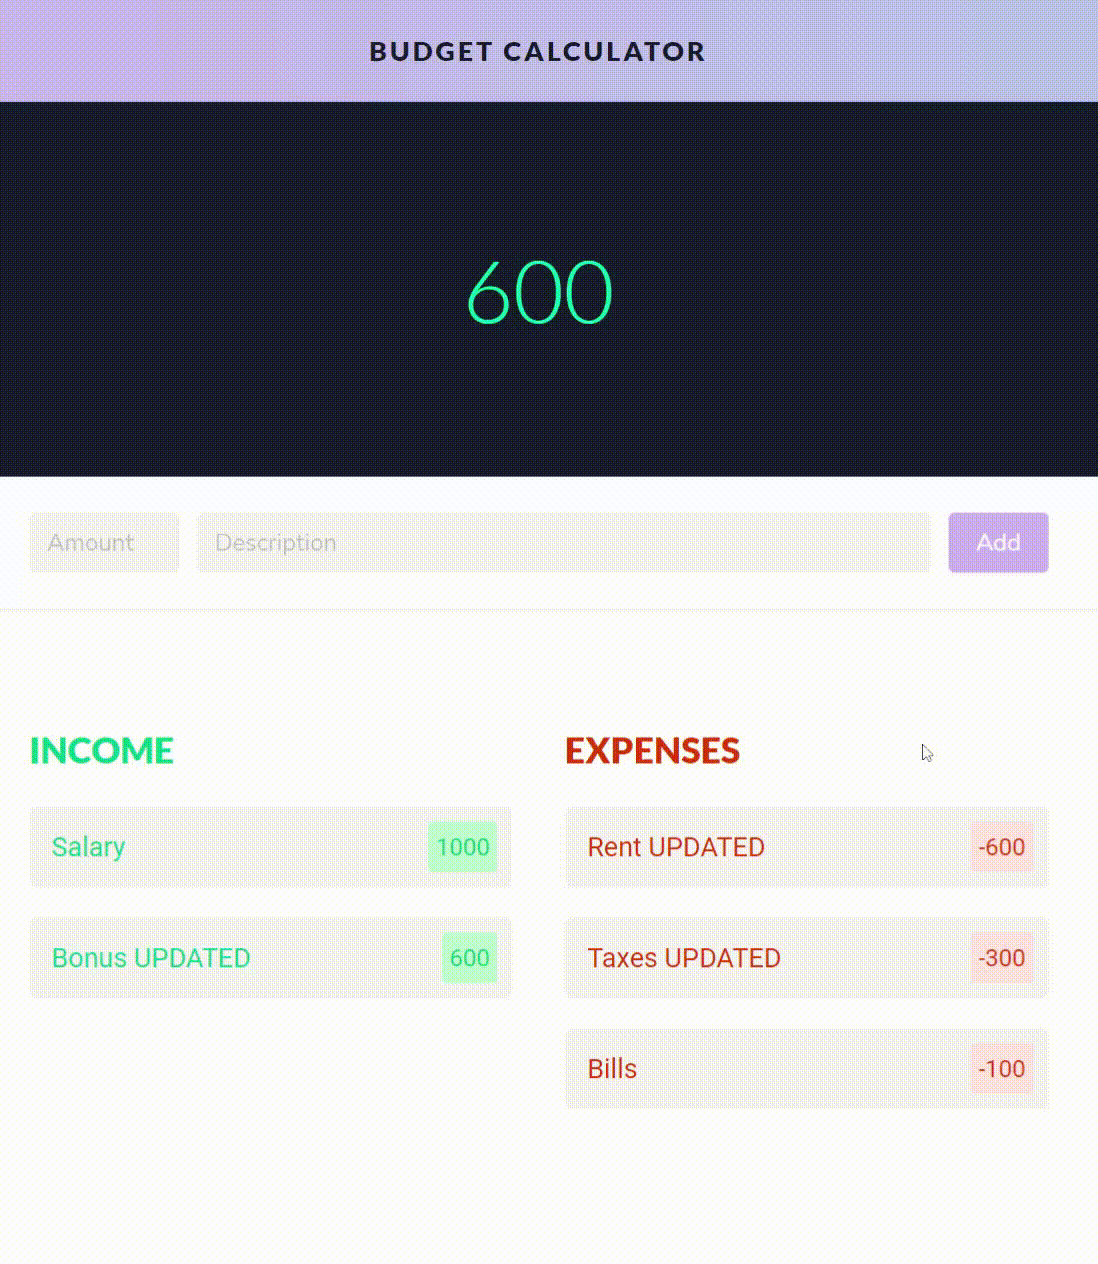 BUDGET CALCULATOR
600
Amount Description Add
INCOME
Salary 1000
Bonus UPDATED 600
EXPENSES
Rent UPDATED -600
Taxes UPDATED -300
Bills -100